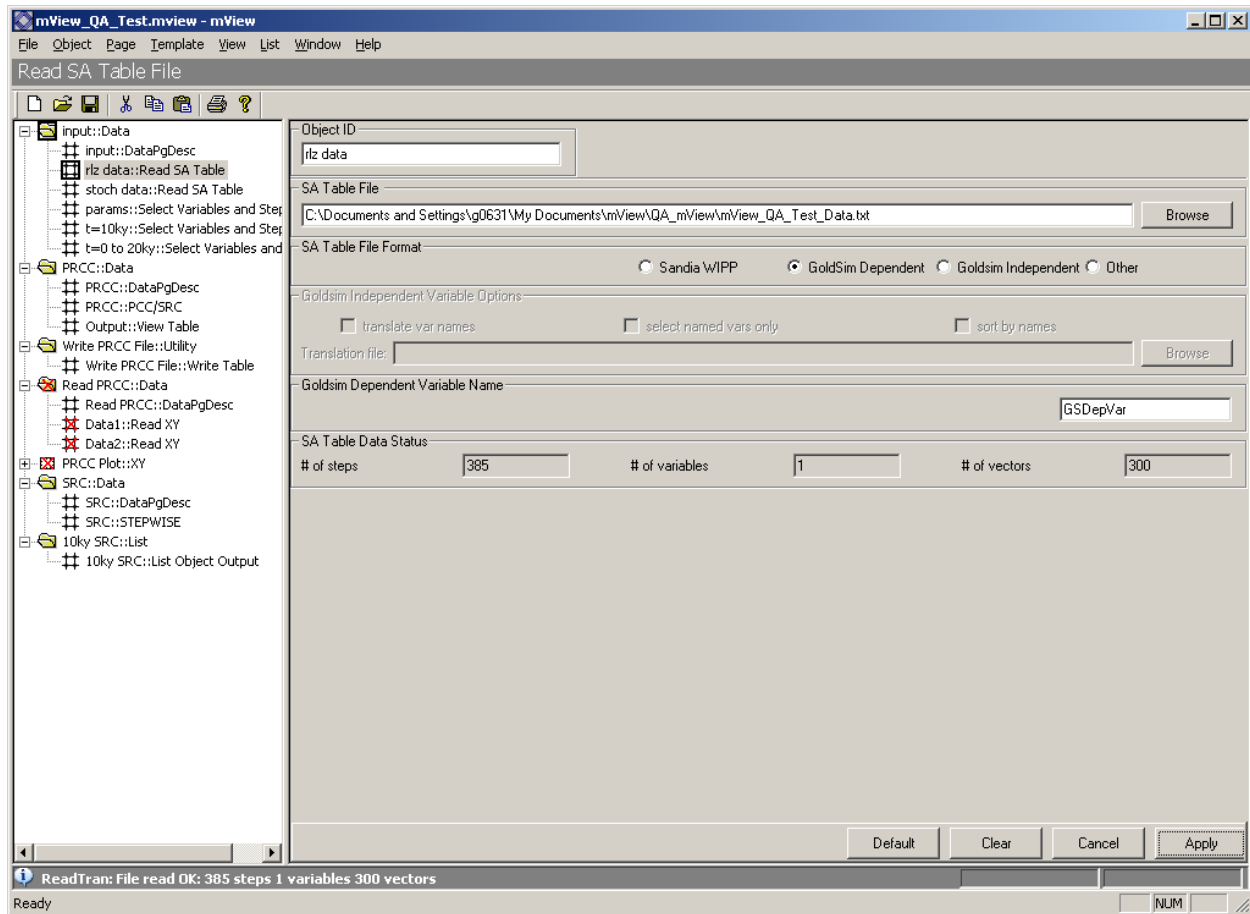 mView_QA_Test.mview - mView
File Object Page Template View List Window Help
Read SA Table File
input::Data
input::DataPgDesc
rlz data::Read SA Table
stoch data::Read SA Table
params::Select Variables and Step
t=10ky::Select Variables and Step
t=0 to 20ky::Select Variables and
PRCC::Data
PRCC::DataPgDesc
PRCC::PCC/SRC
Output::View Table
Write PRCC File::Utility
Write PRCC File::Write Table
Read PRCC::Data
Read PRCC::DataPgDesc
Data1::Read XY
Data2::Read XY
PRCC Plot::XY
SRC::Data
SRC::DataPgDesc
SRC::STEPWISE
10ky SRC::List
10ky SRC::List Object Output
Object ID
rlz data
SA Table File
C:\Documents and Settings\g0631\My Documents\mView\QA_mView\mView_QA_Test_Data.txt Browse
SA Table File Format
Sandia WIPP GoldSim Dependent Goldsim Independent Other
Goldsim Independent Variable Options
translate var names select named vars only sort by names
Translation file: Browse
Goldsim Dependent Variable Name
GSDepVar
SA Table Data Status
# of steps 385 # of variables 1 # of vectors 300
Default Clear Cancel Apply
ReadTran: File read OK: 385 steps 1 variables 300 vectors
Ready NUM